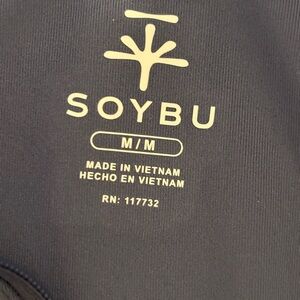 SOYBU
M/M
MADE IN VIETNAM
HECHO EN VIETNAM
RN: 117732